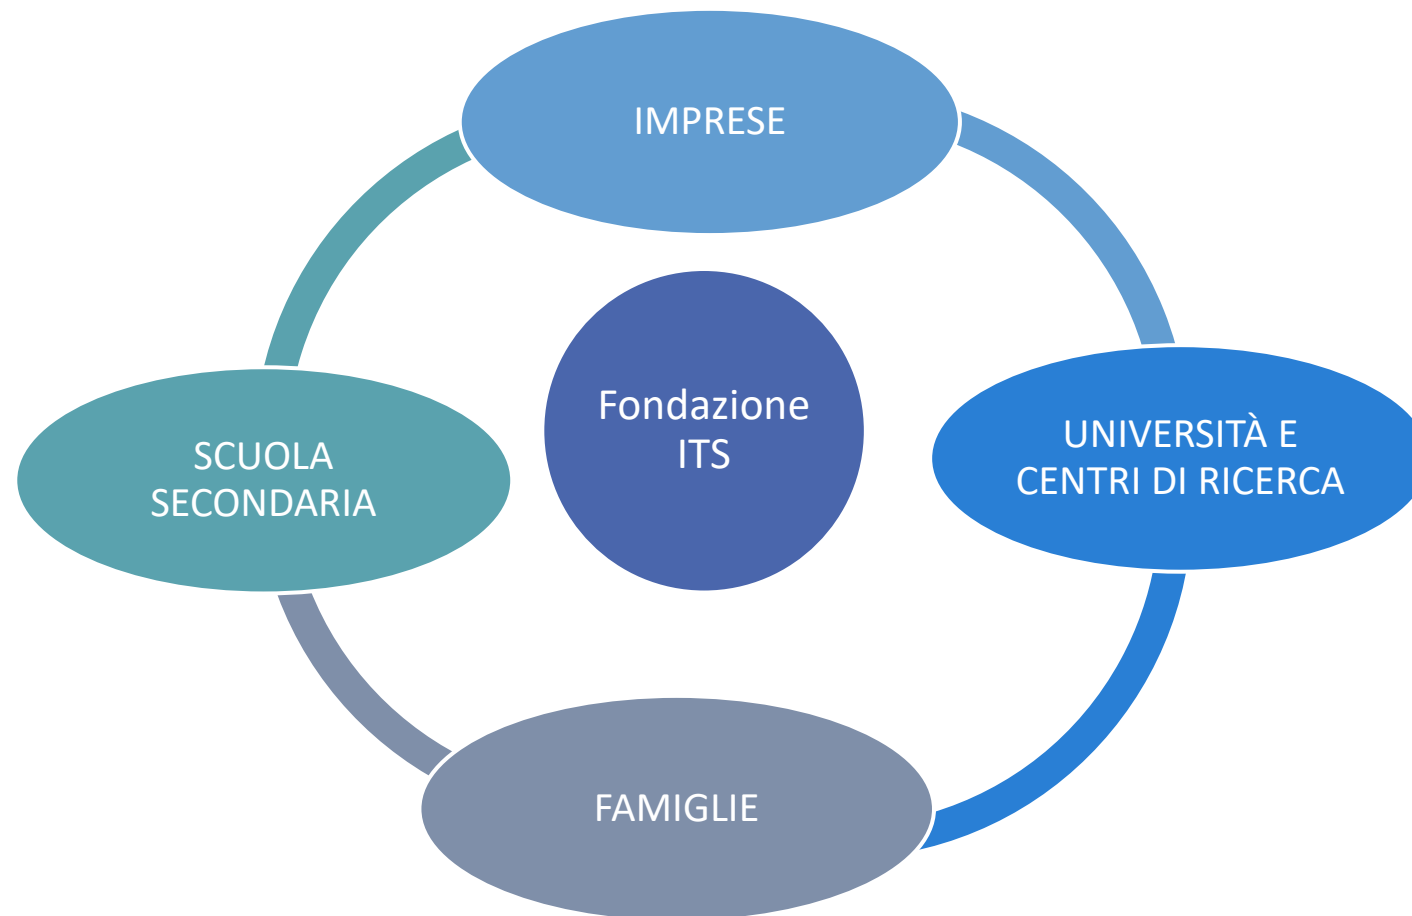 IMPRESE
Fondazione
ITS
UNIVERSITÀ E
CENTRI DI RICERCA
SCUOLA
SECONDARIA
FAMIGLIE